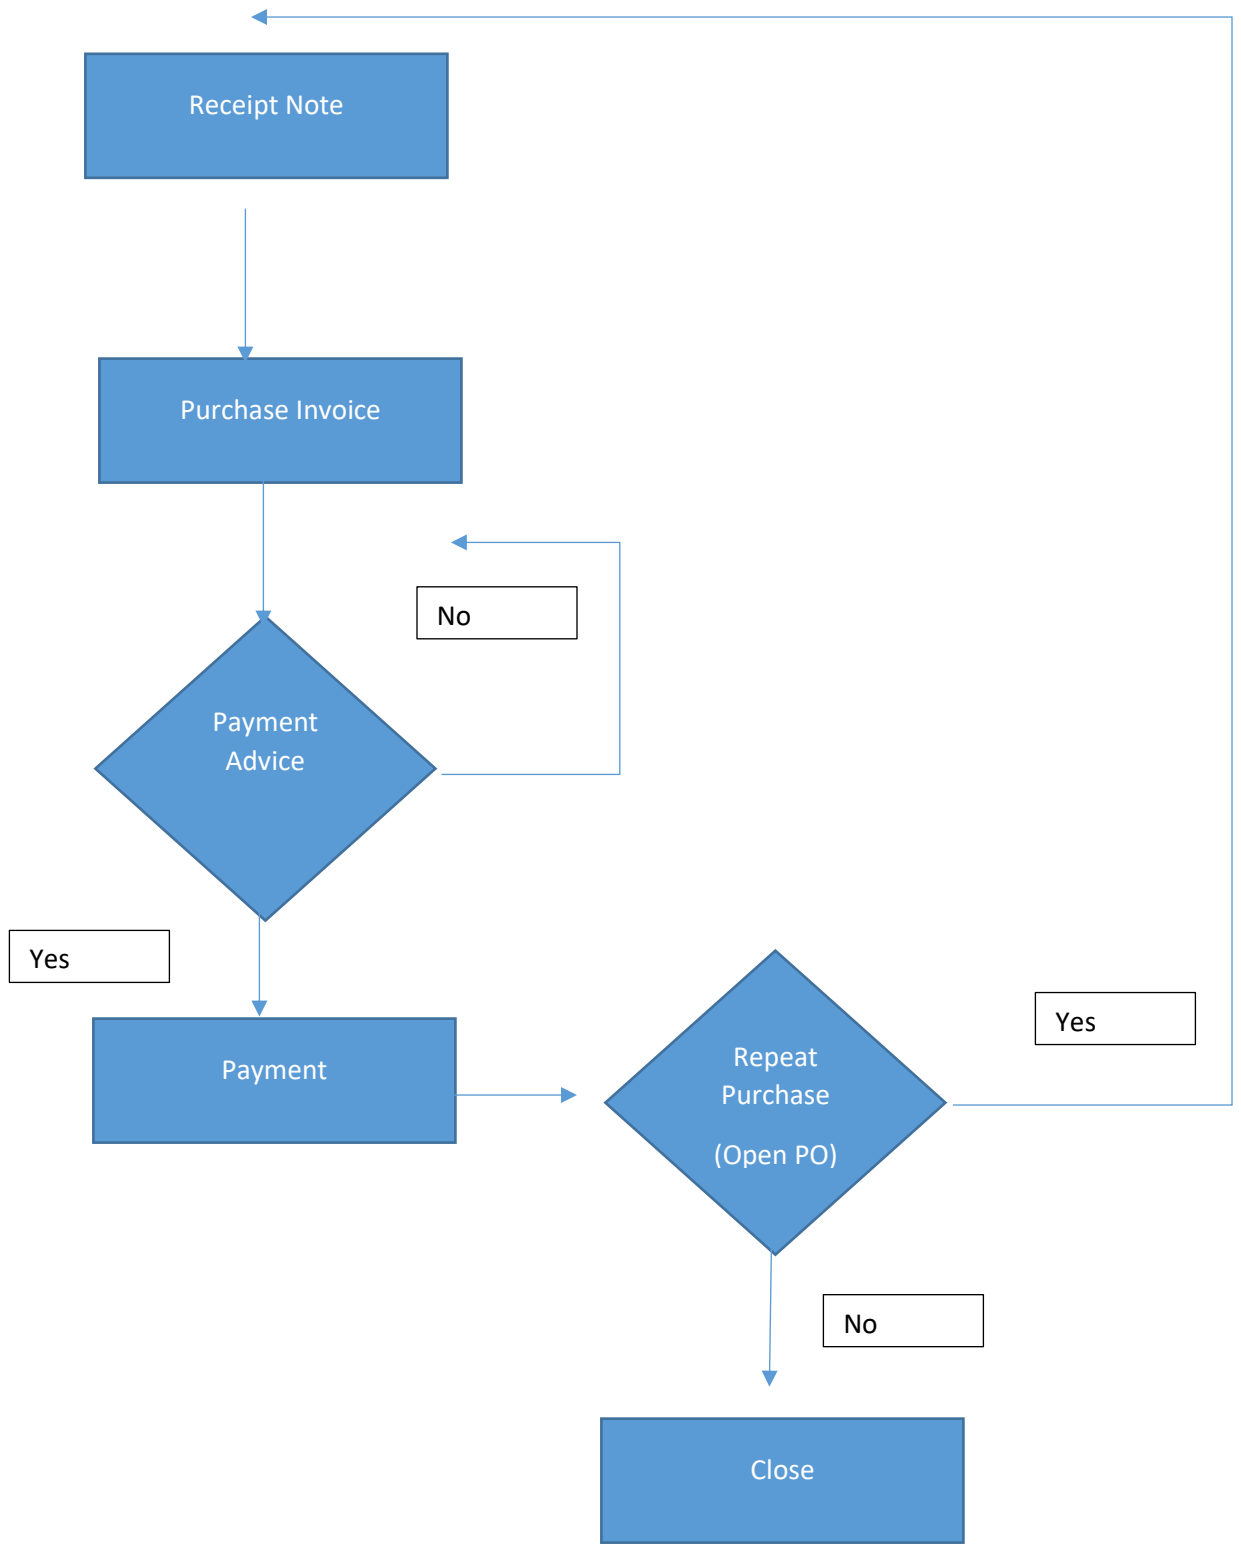 Receipt Note
Purchase Invoice
No
Payment
Advice
Yes
Payment
Repeat
Purchase
(Open PO)
Yes
No
Close